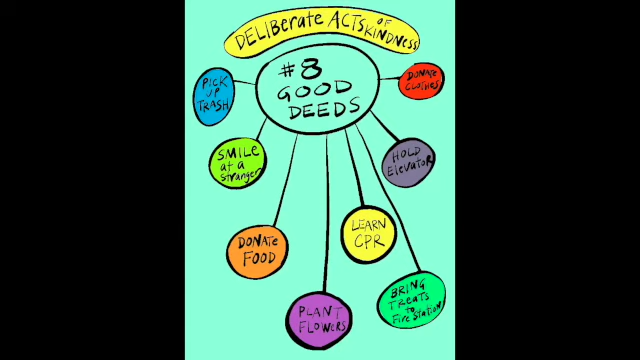 DELIBERATE ACTS OF KINDNESS
#8
GOOD
DEEDS
PICK
UP
TRASH
DONATE
CLOTHES
SMILE
at a
stranger
HOLD
Elevator
DONATE
FOOD
LEARN
CPR
PLANT
FLOWERS
BRING
TREATS
to
Fire Station